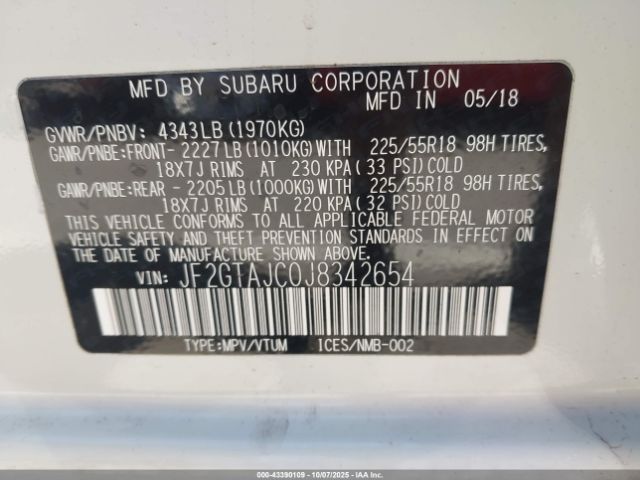 MFD BY SUBARU CORPORATION
MFD IN 05/18
GVWR/PNBV: 4343LB(1970KG)
GAWR/PNBE:FRONT- 2227LB(1010KG)WITH 225/55R18 98H TIRES,
18X7J RIMS AT 230 KPA(33 PSI)COLD
GAWR/PNBE:REAR - 2205LB(1000KG)WITH 225/55R18 98H TIRES,
18X7J RIMS AT 220 KPA(32 PSI)COLD
THIS VEHICLE CONFORMS TO ALL APPLICABLE FEDERAL MOTOR
VEHICLE SAFETY AND THEFT PREVENTION STANDARDS IN EFFECT
ON THE DATE OF MANUFACTURE SHOWN ABOVE.
VIN: JF2GTAJC0J8342654
TYPE:MPV/VTUM ICES/NMB-002
000-43390109 - 10/07/2025 - IAAI.COM